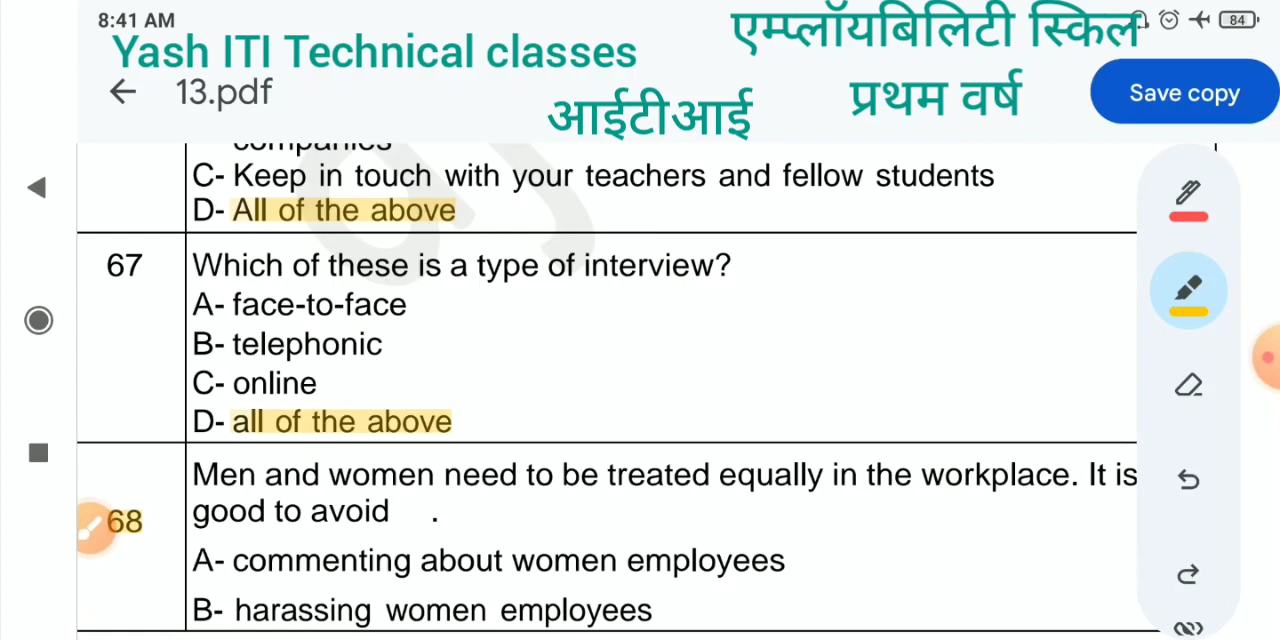 8:41 AM
84
Yash ITI Technical classes
एम्प्लॉयबिलिटी स्किल
13.pdf
आईटीआई
प्रथम वर्ष
Save copy
companies
C- Keep in touch with your teachers and fellow students
D- All of the above
67
Which of these is a type of interview?
A- face-to-face
B- telephonic
C- online
D- all of the above
68
Men and women need to be treated equally in the workplace. It is
good to avoid .
A- commenting about women employees
B- harassing women employees